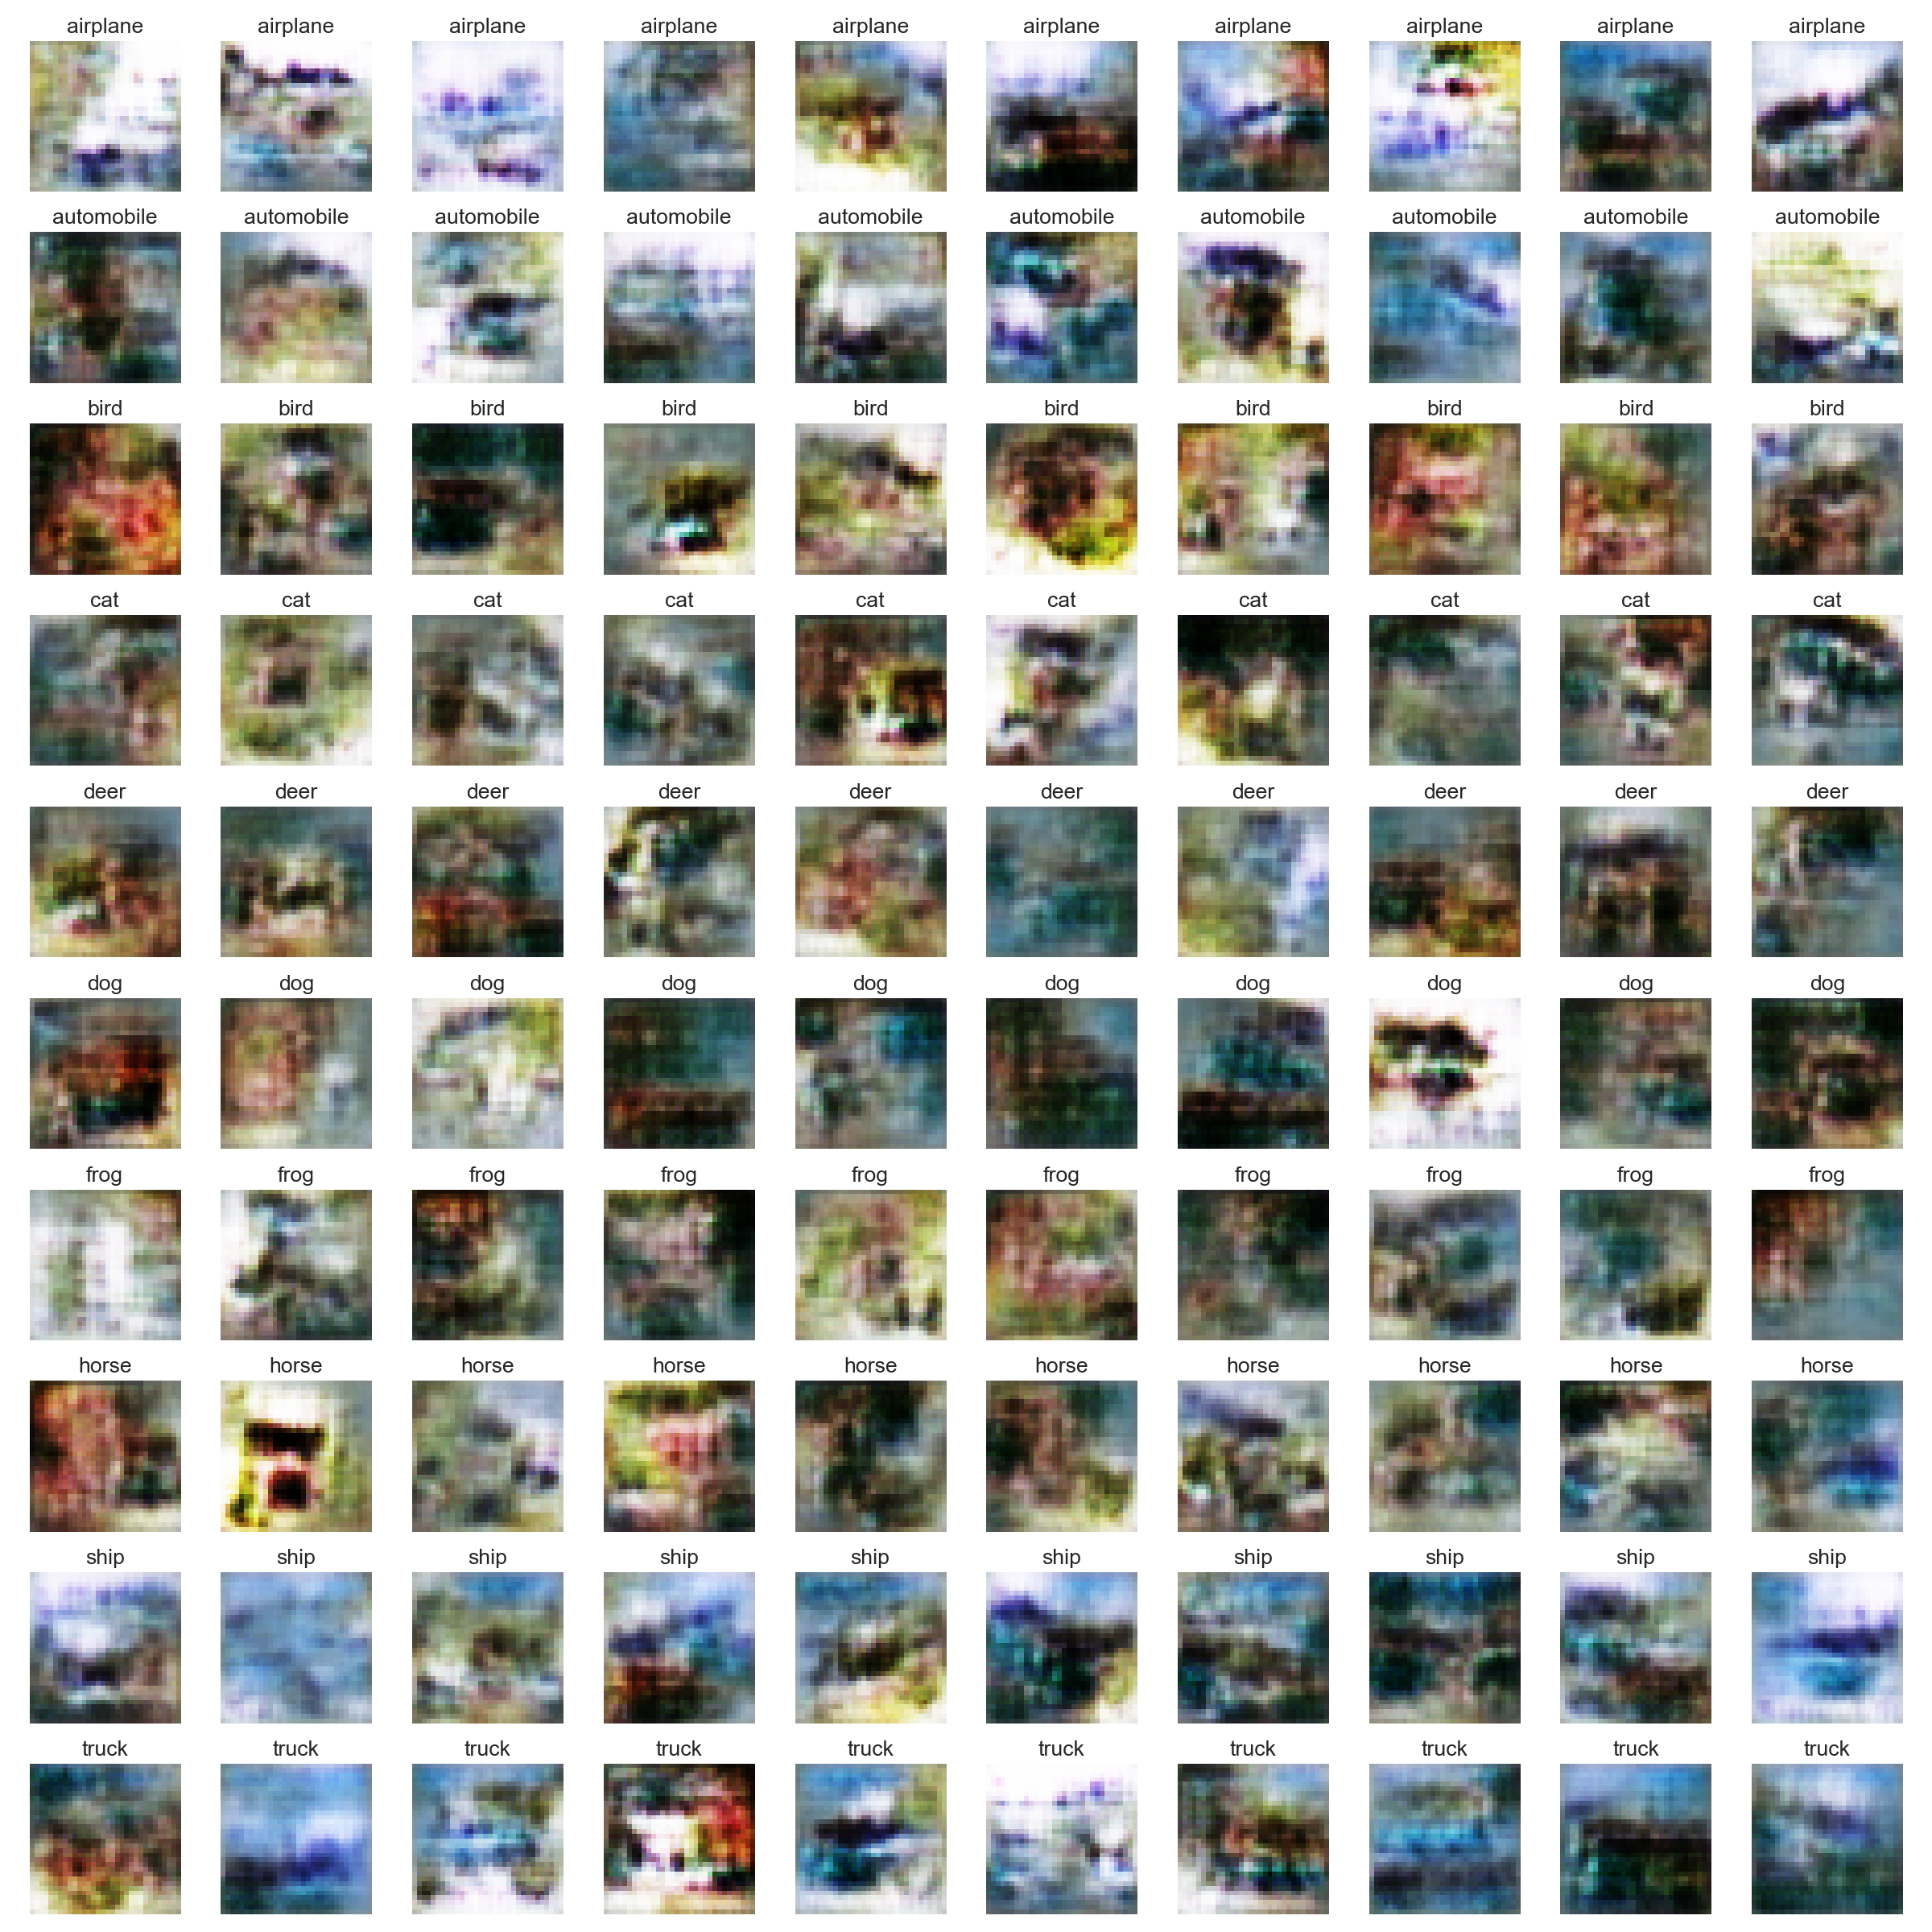 airplane airplane airplane airplane airplane airplane airplane airplane airplane airplane
automobile automobile automobile automobile automobile automobile automobile automobile automobile automobile
bird bird bird bird bird bird bird bird bird bird
cat cat cat cat cat cat cat cat cat cat
deer deer deer deer deer deer deer deer deer deer
dog dog dog dog dog dog dog dog dog dog
frog frog frog frog frog frog frog frog frog frog
horse horse horse horse horse horse horse horse horse horse
ship ship ship ship ship ship ship ship ship ship
truck truck truck truck truck truck truck truck truck truck